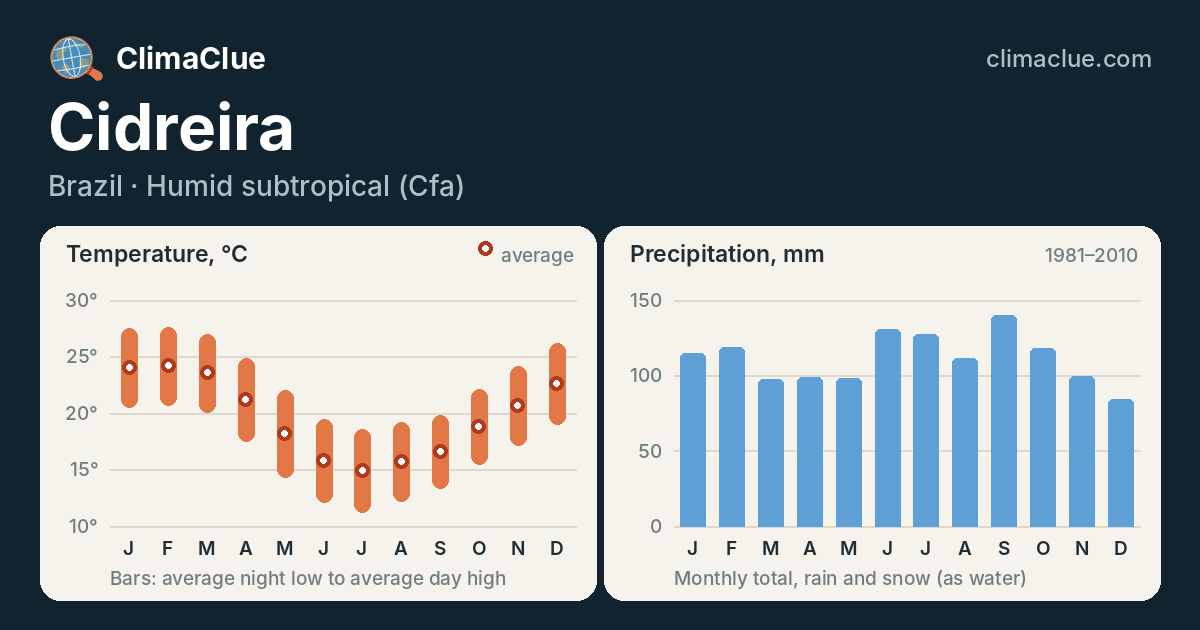 ClimaClue
climaclue.com
Cidreira
Brazil · Humid subtropical (Cfa)
Temperature, °C
average
30°
25°
20°
15°
10°
J F M A M J J A S O N D
Bars: average night low to average day high
Precipitation, mm
1981–2010
150
100
50
0
J F M A M J J A S O N D
Monthly total, rain and snow (as water)